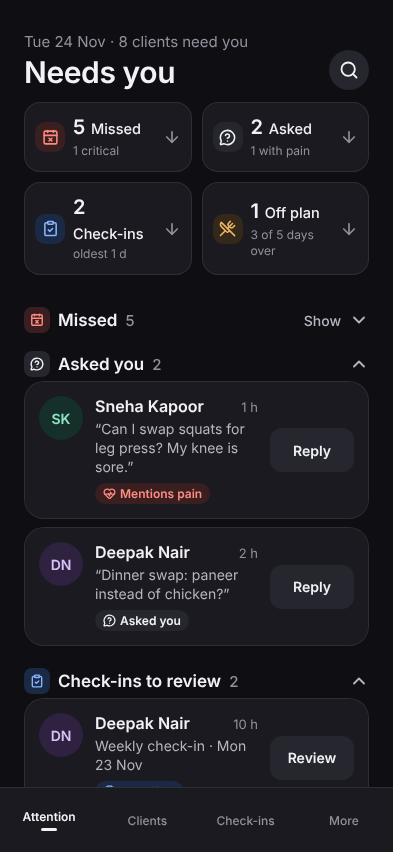 Tue 24 Nov · 8 clients need you
Needs you
5 Missed
1 critical
2 Asked
1 with pain
2
Check-ins
oldest 1 d
1 Off plan
3 of 5 days
over
Missed 5
Show
Asked you 2
SK
Sneha Kapoor 1 h
“Can I swap squats for
leg press? My knee is
sore.”
Mentions pain
Reply
DN
Deepak Nair 2 h
“Dinner swap: paneer
instead of chicken?”
Asked you
Reply
Check-ins to review 2
DN
Deepak Nair 10 h
Weekly check-in · Mon
23 Nov
Review
Attention
Clients
Check-ins
More